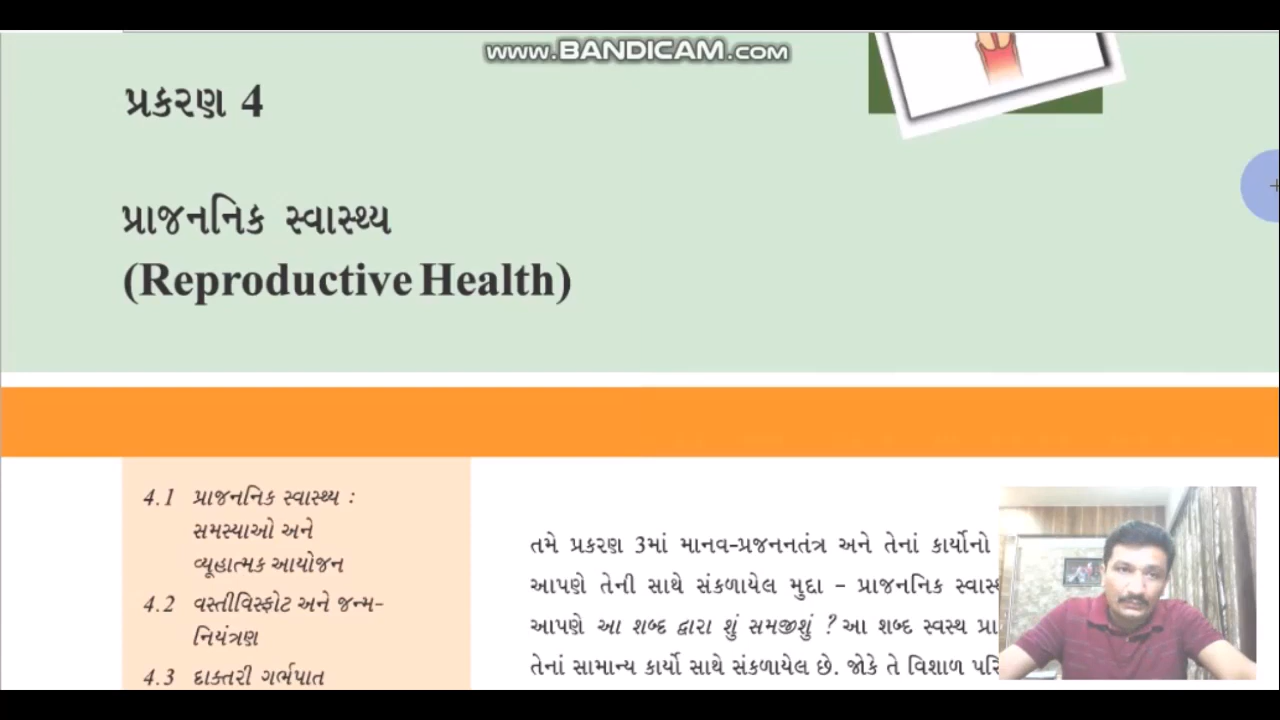 www.BANDICAM.com
પ્રકરણ 4
પ્રાજનનિક સ્વાસ્થ્ય
(Reproductive Health)
4.1 પ્રાજનનિક સ્વાસ્થ્ય :
સમસ્યાઓ અને
વ્યૂહાત્મક આયોજન
4.2 વસ્તીવિસ્ફોટ અને જન્મ-
નિયંત્રણ
4.3 દાક્તરી ગર્ભપાત
તમે પ્રકરણ 3માં માનવ-પ્રજનનતંત્ર અને તેનાં કાર્યોનો
આપણે તેની સાથે સંકળાયેલ મુદ્દા – પ્રાજનનિક
આપણે આ શબ્દ દ્વારા શું સમજીશું ? આ શબ્દ સ્વસ્થ
તેનાં સામાન્ય કાર્યો સાથે સંકળાયેલ છે. જોકે તે વિશાળ